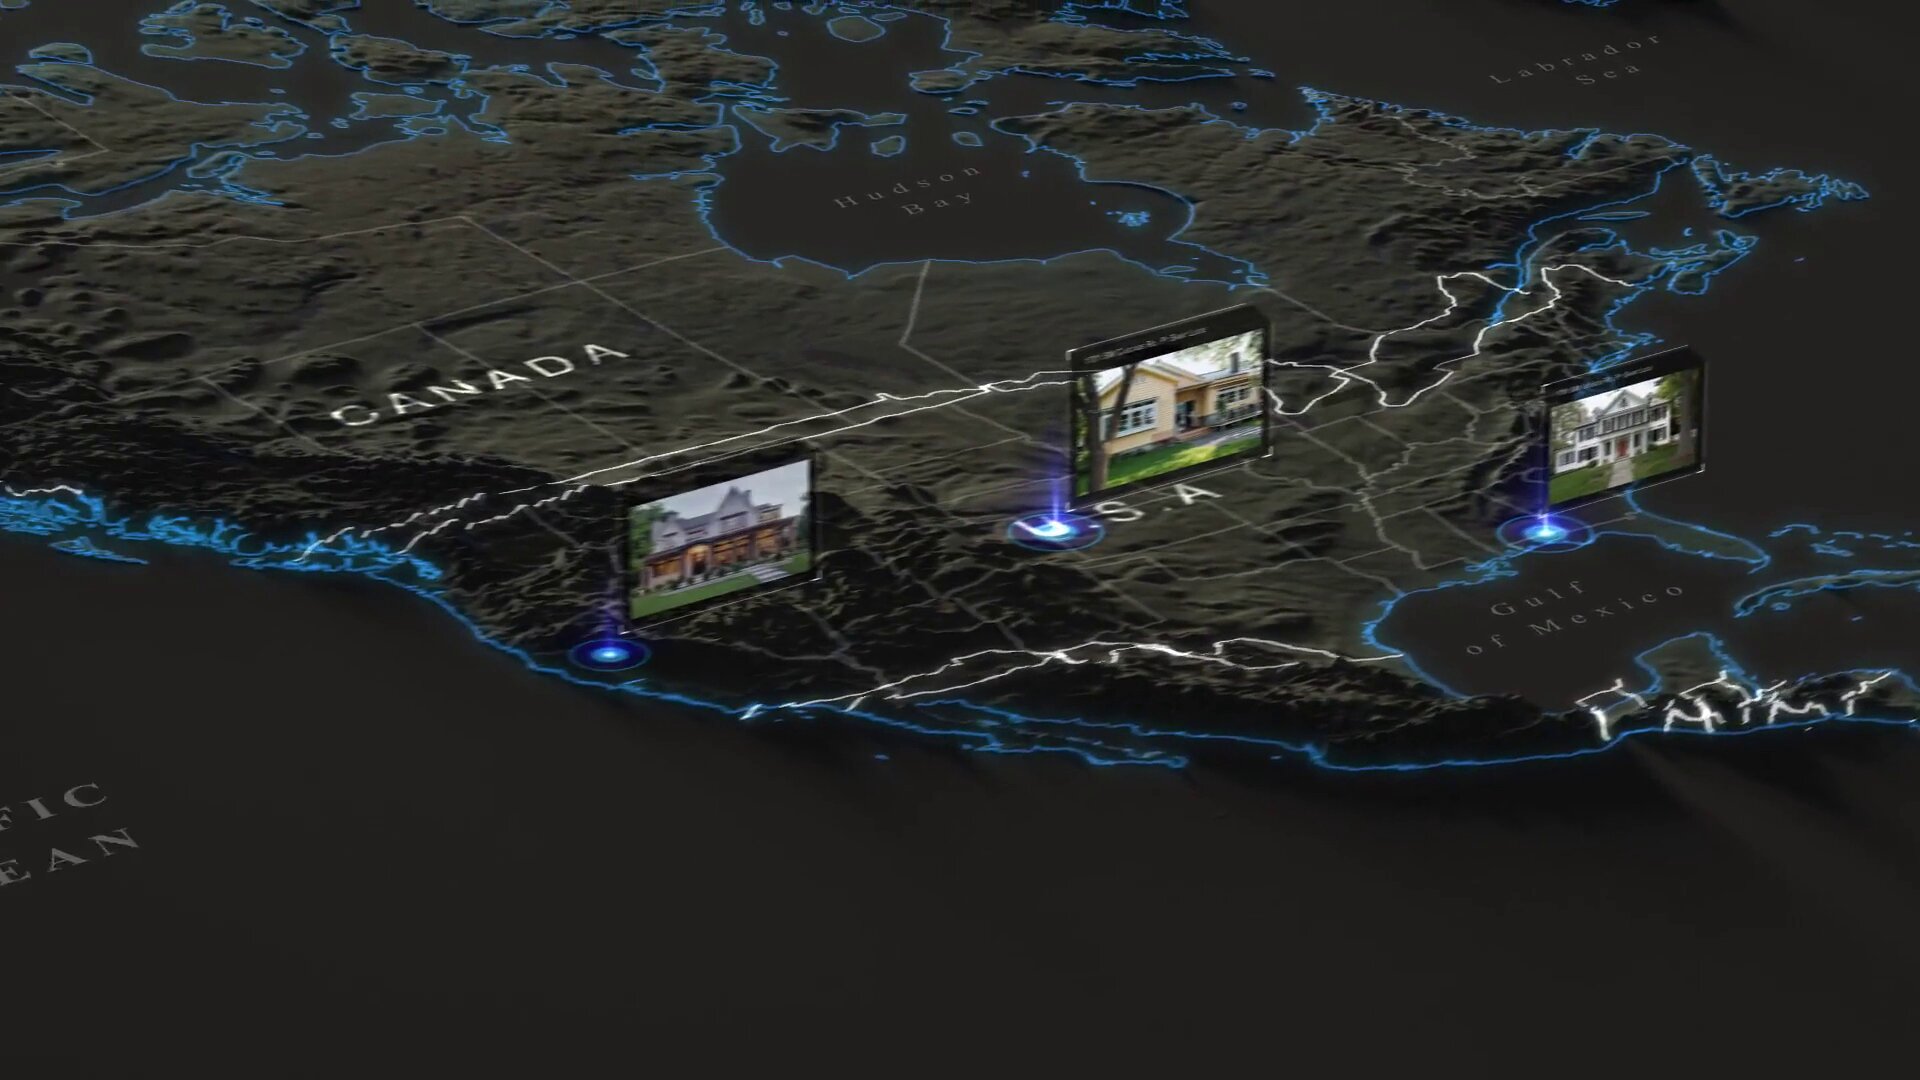 Labrador
Sea
Hudson
Bay
CANADA
S.A
Gulf
of Mexico
FIC
EAN